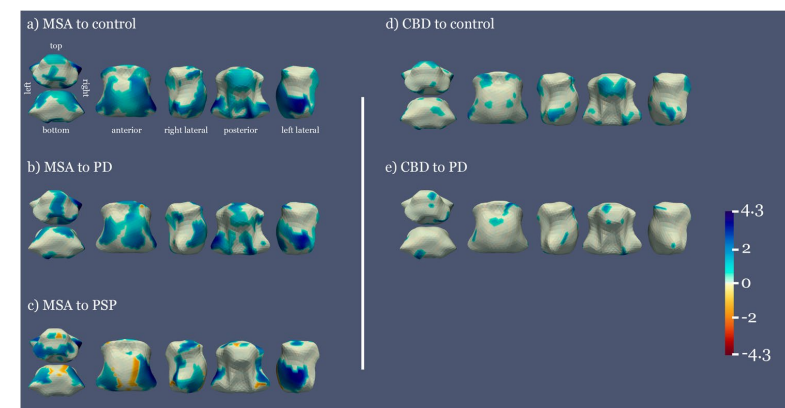 a) MSA to control
top
left
right
bottom
anterior
right lateral
posterior
left lateral
b) MSA to PD
c) MSA to PSP
d) CBD to control
e) CBD to PD
4.3
2
0
-2
-4.3